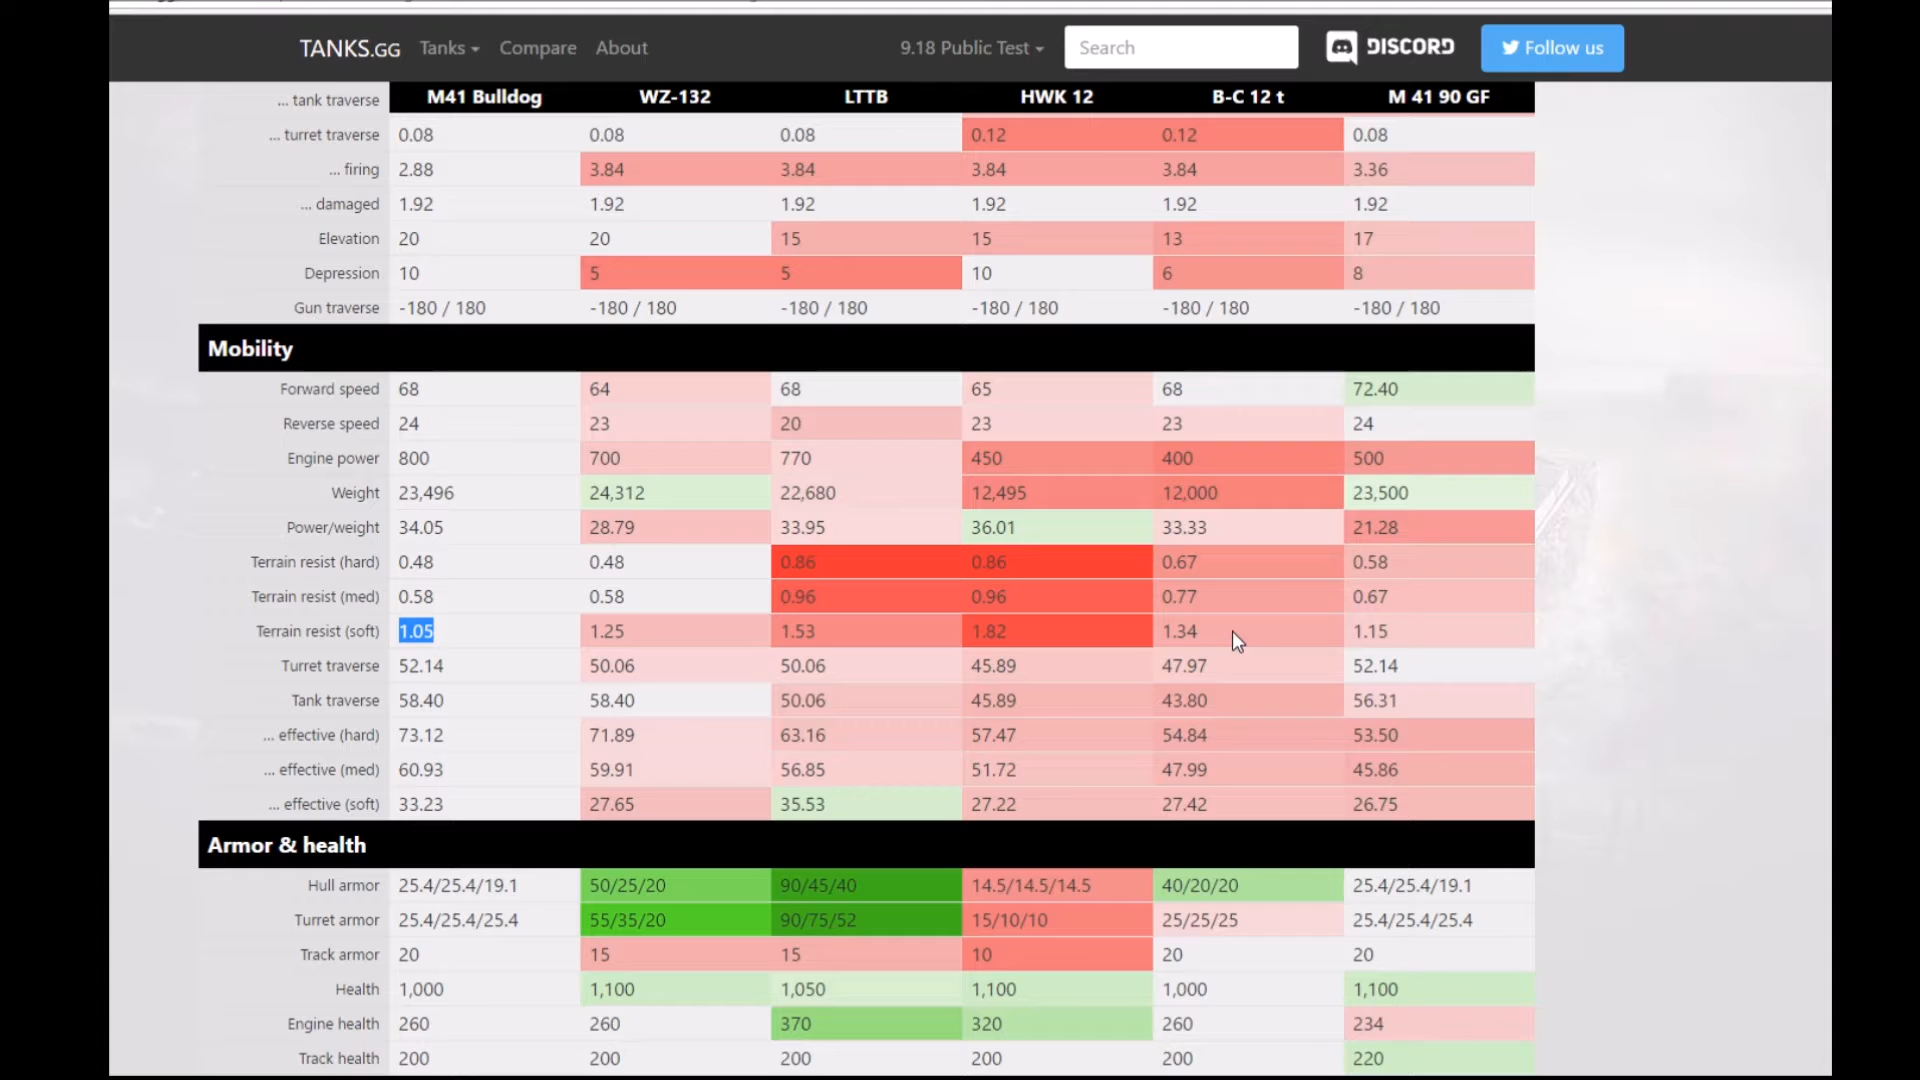 TANKS.GG Tanks Compare About 9.18 Public Test Search DISCORD Follow us
... tank traverse M41 Bulldog WZ-132 LTTB HWK 12 B-C 12 t M 41 90 GF
... turret traverse 0.08 0.08 0.08 0.12 0.12 0.08
... firing 2.88 3.84 3.84 3.84 3.84 3.36
... damaged 1.92 1.92 1.92 1.92 1.92 1.92
Elevation 20 20 15 15 13 17
Depression 10 5 5 10 6 8
Gun traverse -180 / 180 -180 / 180 -180 / 180 -180 / 180 -180 / 180 -180 / 180
Mobility
Forward speed 68 64 68 65 68 72.40
Reverse speed 24 23 20 23 23 24
Engine power 800 700 770 450 400 500
Weight 23,496 24,312 22,680 12,495 12,000 23,500
Power/weight 34.05 28.79 33.95 36.01 33.33 21.28
Terrain resist (hard) 0.48 0.48 0.86 0.86 0.67 0.58
Terrain resist (med) 0.58 0.58 0.96 0.96 0.77 0.67
Terrain resist (soft) 1.05 1.25 1.53 1.82 1.34 1.15
Turret traverse 52.14 50.06 50.06 45.89 47.97 52.14
Tank traverse 58.40 58.40 50.06 45.89 43.80 56.31
... effective (hard) 73.12 71.89 63.16 57.47 54.84 53.50
... effective (med) 60.93 59.91 56.85 51.72 47.99 45.86
... effective (soft) 33.23 27.65 35.53 27.22 27.42 26.75
Armor & health
Hull armor 25.4/25.4/19.1 50/25/20 90/45/40 14.5/14.5/14.5 40/20/20 25.4/25.4/19.1
Turret armor 25.4/25.4/25.4 55/35/20 90/75/52 15/10/10 25/25/25 25.4/25.4/25.4
Track armor 20 15 15 10 20 20
Health 1,000 1,100 1,050 1,100 1,000 1,100
Engine health 260 260 370 320 260 234
Track health 200 200 200 200 200 220